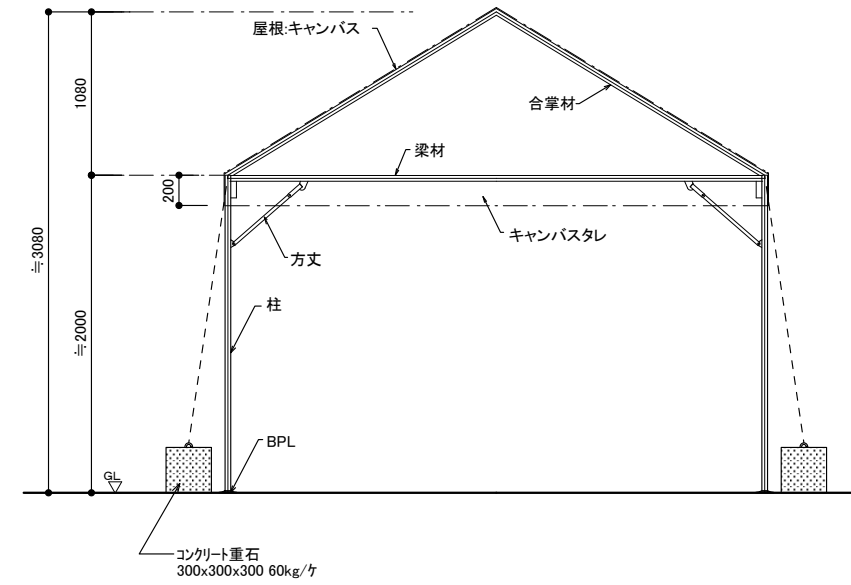 屋根:キャンバス
1080
合掌材
梁材
200
キャンバスタレ
方丈
≒3080
柱
≒2000
BPL
GL
コンクリート重石
300x300x300 60kg/ケ